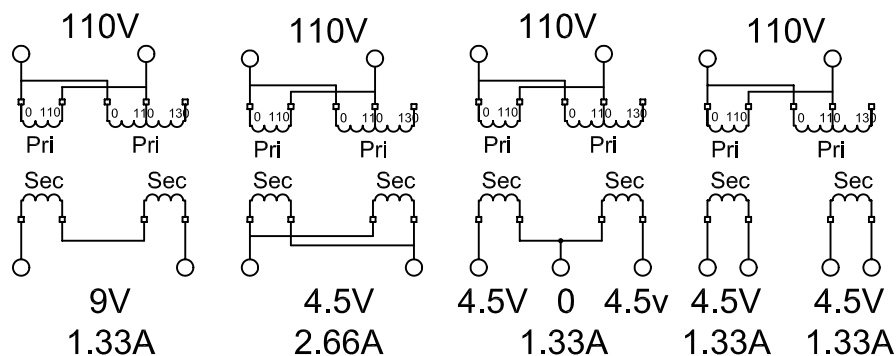 110V 110V 110V 110V
0 110 0 110 130 0 110 0 110 130 0 110 0 110 130 0 110 0 110 130
Pri Pri Pri Pri Pri Pri Pri Pri
Sec Sec Sec Sec Sec Sec Sec Sec
9V 4.5V 4.5V 0 4.5v 4.5V 4.5V
1.33A 2.66A 1.33A 1.33A 1.33A